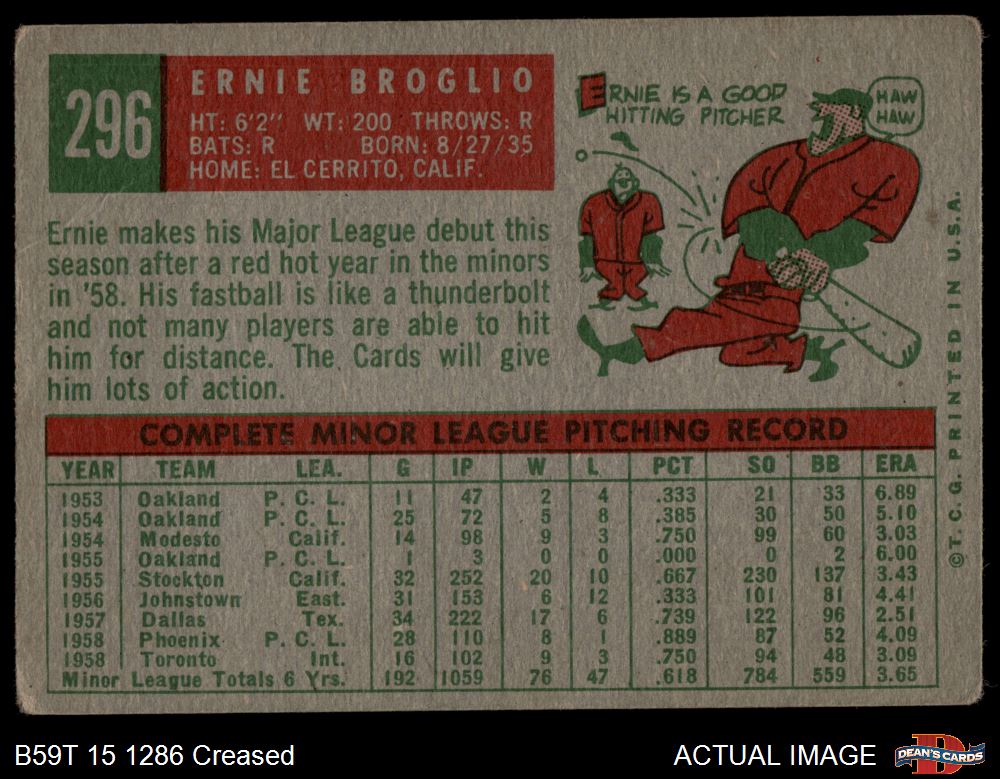 296
ERNIE BROGLIO
HT: 6'2" WT: 200 THROWS: R
BATS: R BORN: 8/27/35
HOME: EL CERRITO, CALIF.
ERNIE IS A GOOD
HITTING PITCHER
HAW
HAW
Ernie makes his Major League debut this
season after a red hot year in the minors
in '58. His fastball is like a thunderbolt
and not many players are able to hit
him for distance. The Cards will give
him lots of action.
COMPLETE MINOR LEAGUE PITCHING RECORD
YEAR TEAM LEA. G IP W L PCT SO BB ERA
1953 Oakland P. C. L. 11 47 2 4 .333 21 33 6.89
1954 Oakland P. C. L. 25 72 5 8 .385 30 50 5.10
1954 Modesto Calif. 14 98 9 3 .750 99 60 3.03
1955 Oakland P. C. L. 1 3 0 0 .000 0 2 6.00
1955 Stockton Calif. 32 252 20 10 .667 230 137 3.43
1956 Johnstown East. 31 153 6 12 .333 101 81 4.41
1957 Dallas Tex. 34 222 17 6 .739 122 96 2.51
1958 Phoenix P. C. L. 28 110 8 1 .889 87 52 4.09
1958 Toronto Int. 16 102 9 3 .750 94 48 3.09
Minor League Totals 6 Yrs. 192 1059 76 47 .618 784 559 3.65
©T. C. G. PRINTED IN U.S.A.
B59T 15 1286 Creased
ACTUAL IMAGE
DEAN'S CARDS